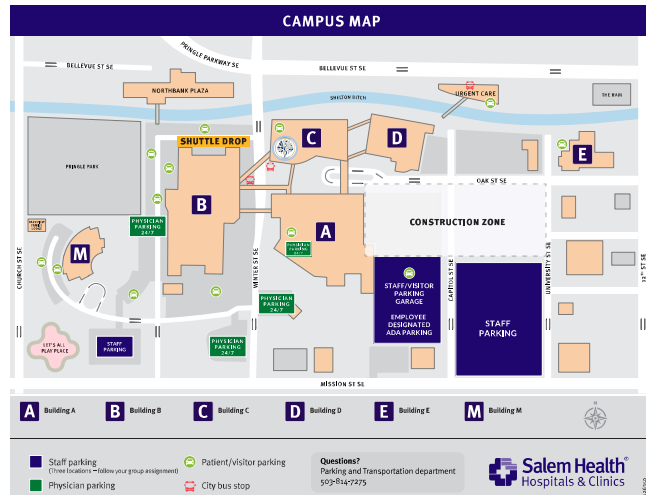 CAMPUS MAP
PRINGLE PARKWAY SE
BELLEVUE ST SE
BELLEVUE ST SE
NORTHBANK PLAZA
SHELTON DITCH
URGENT CARE
THE BARN
SHUTTLE DROP
C
D
E
PRINGLE PARK
OAK ST SE
B
PHYSICIAN
PARKING
24/7
CONSTRUCTION ZONE
A
PHYSICIAN
PARKING
24/7
M
CHURCH ST SE
WINTER ST SE
CAPITOL ST SE
UNIVERSITY ST SE
12th ST SE
STAFF/VISITOR
PARKING
GARAGE
EMPLOYEE
DESIGNATED
ADA PARKING
PHYSICIAN
PARKING
24/7
STAFF
PARKING
LET'S ALL
PLAY PLACE
STAFF
PARKING
PHYSICIAN
PARKING
24/7
MISSION ST SE
A Building A
B Building B
C Building C
D Building D
E Building E
M Building M
N
Staff parking
(Three locations – follow your group assignment)
Physician parking
Patient/visitor parking
City bus stop
Questions?
Parking and Transportation department
503-814-7275
Salem Health®
Hospitals & Clinics